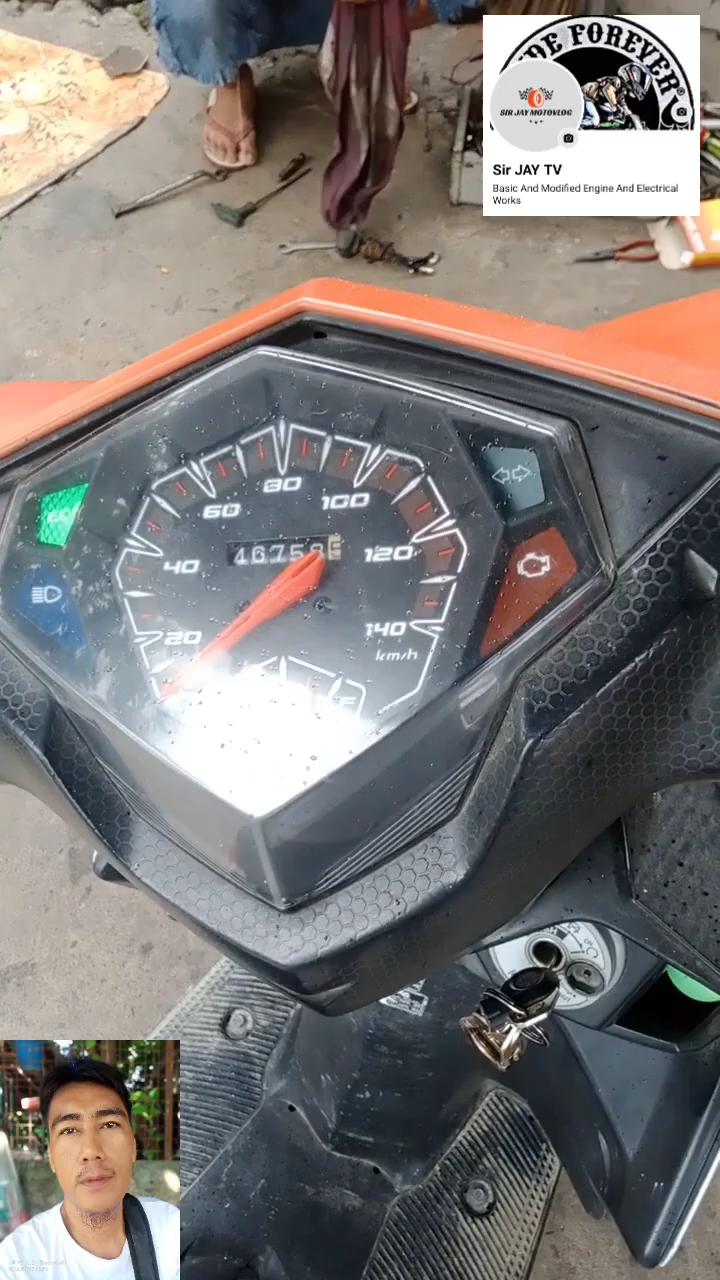 RIDE FOREVER
SIR JAY MOTOVLOG
Sir JAY TV
Basic And Modified Engine And Electrical
Works
80
60
100
40
120
20
140
km/h